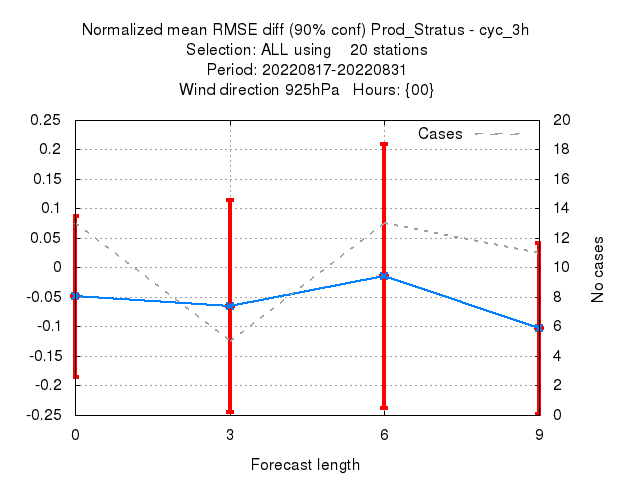 Normalized mean RMSE diff (90% conf) Prod_Stratus - cyc_3h
Selection: ALL using    20 stations
Period: 20220817-20220831
Wind direction 925hPa   Hours: {00}
Cases
0.25
0.2
0.15
0.1
0.05
0
-0.05
-0.1
-0.15
-0.2
-0.25
20
18
16
14
12
10
8
6
4
2
0
No cases
0 3 6 9
Forecast length